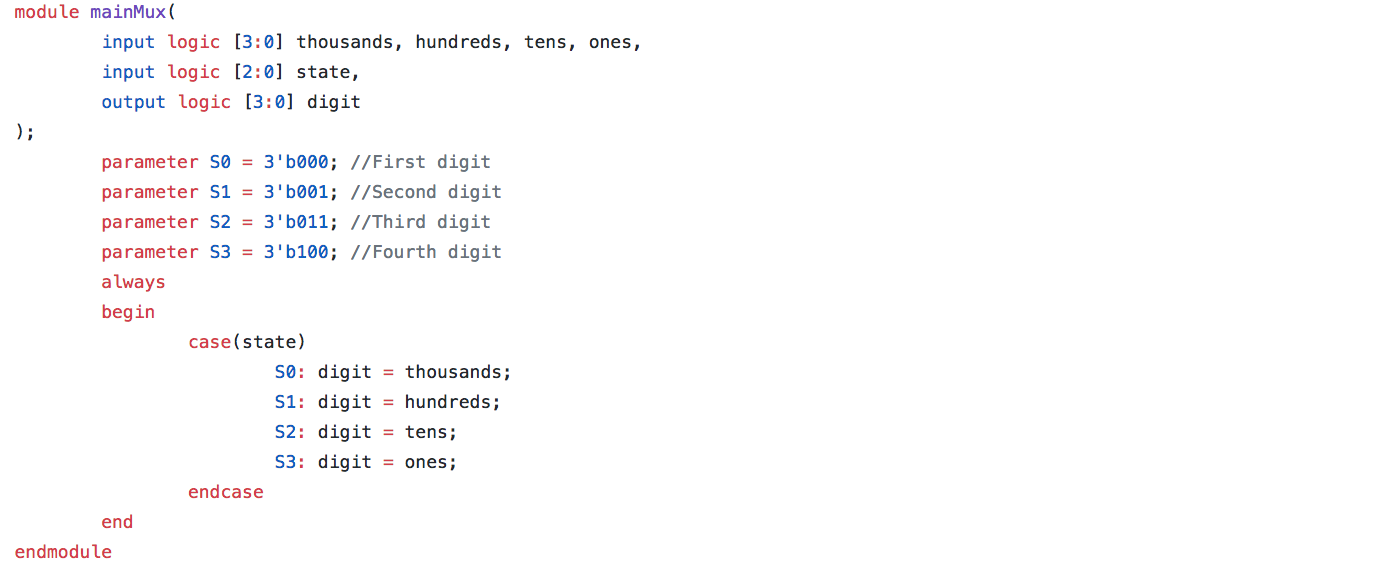 module mainMux(
        input logic [3:0] thousands, hundreds, tens, ones,
        input logic [2:0] state,
        output logic [3:0] digit
);
        parameter S0 = 3'b000; //First digit
        parameter S1 = 3'b001; //Second digit
        parameter S2 = 3'b011; //Third digit
        parameter S3 = 3'b100; //Fourth digit
        always
        begin
                case(state)
                        S0: digit = thousands;
                        S1: digit = hundreds;
                        S2: digit = tens;
                        S3: digit = ones;
                endcase
        end
endmodule